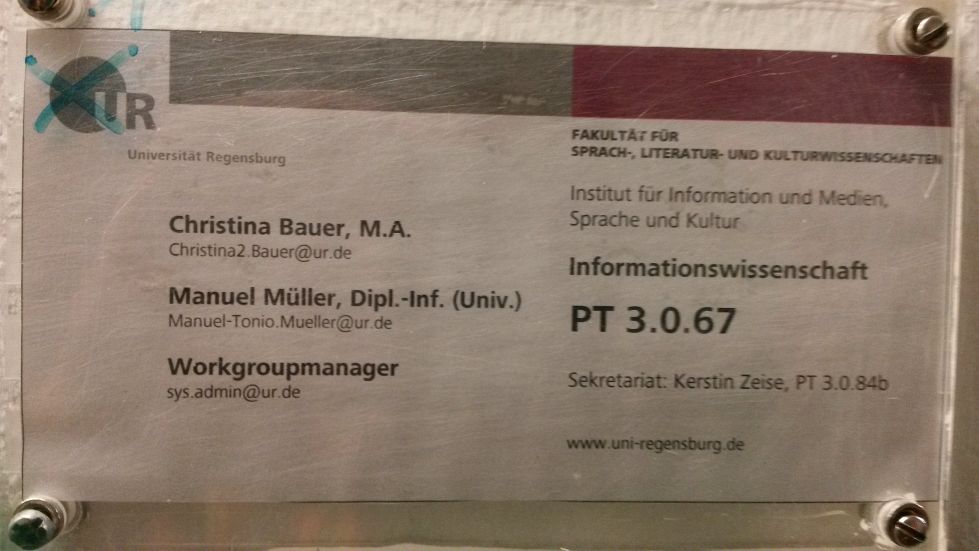 UR
Universität Regensburg
Christina Bauer, M.A.
Christina2.Bauer@ur.de
Manuel Müller, Dipl.-Inf. (Univ.)
Manuel-Tonio.Mueller@ur.de
Workgroupmanager
sys.admin@ur.de
FAKULTÄT FÜR
SPRACH-, LITERATUR- UND KULTURWISSENSCHAFTEN
Institut für Information und Medien,
Sprache und Kultur
Informationswissenschaft
PT 3.0.67
Sekretariat: Kerstin Zeise, PT 3.0.84b
www.uni-regensburg.de